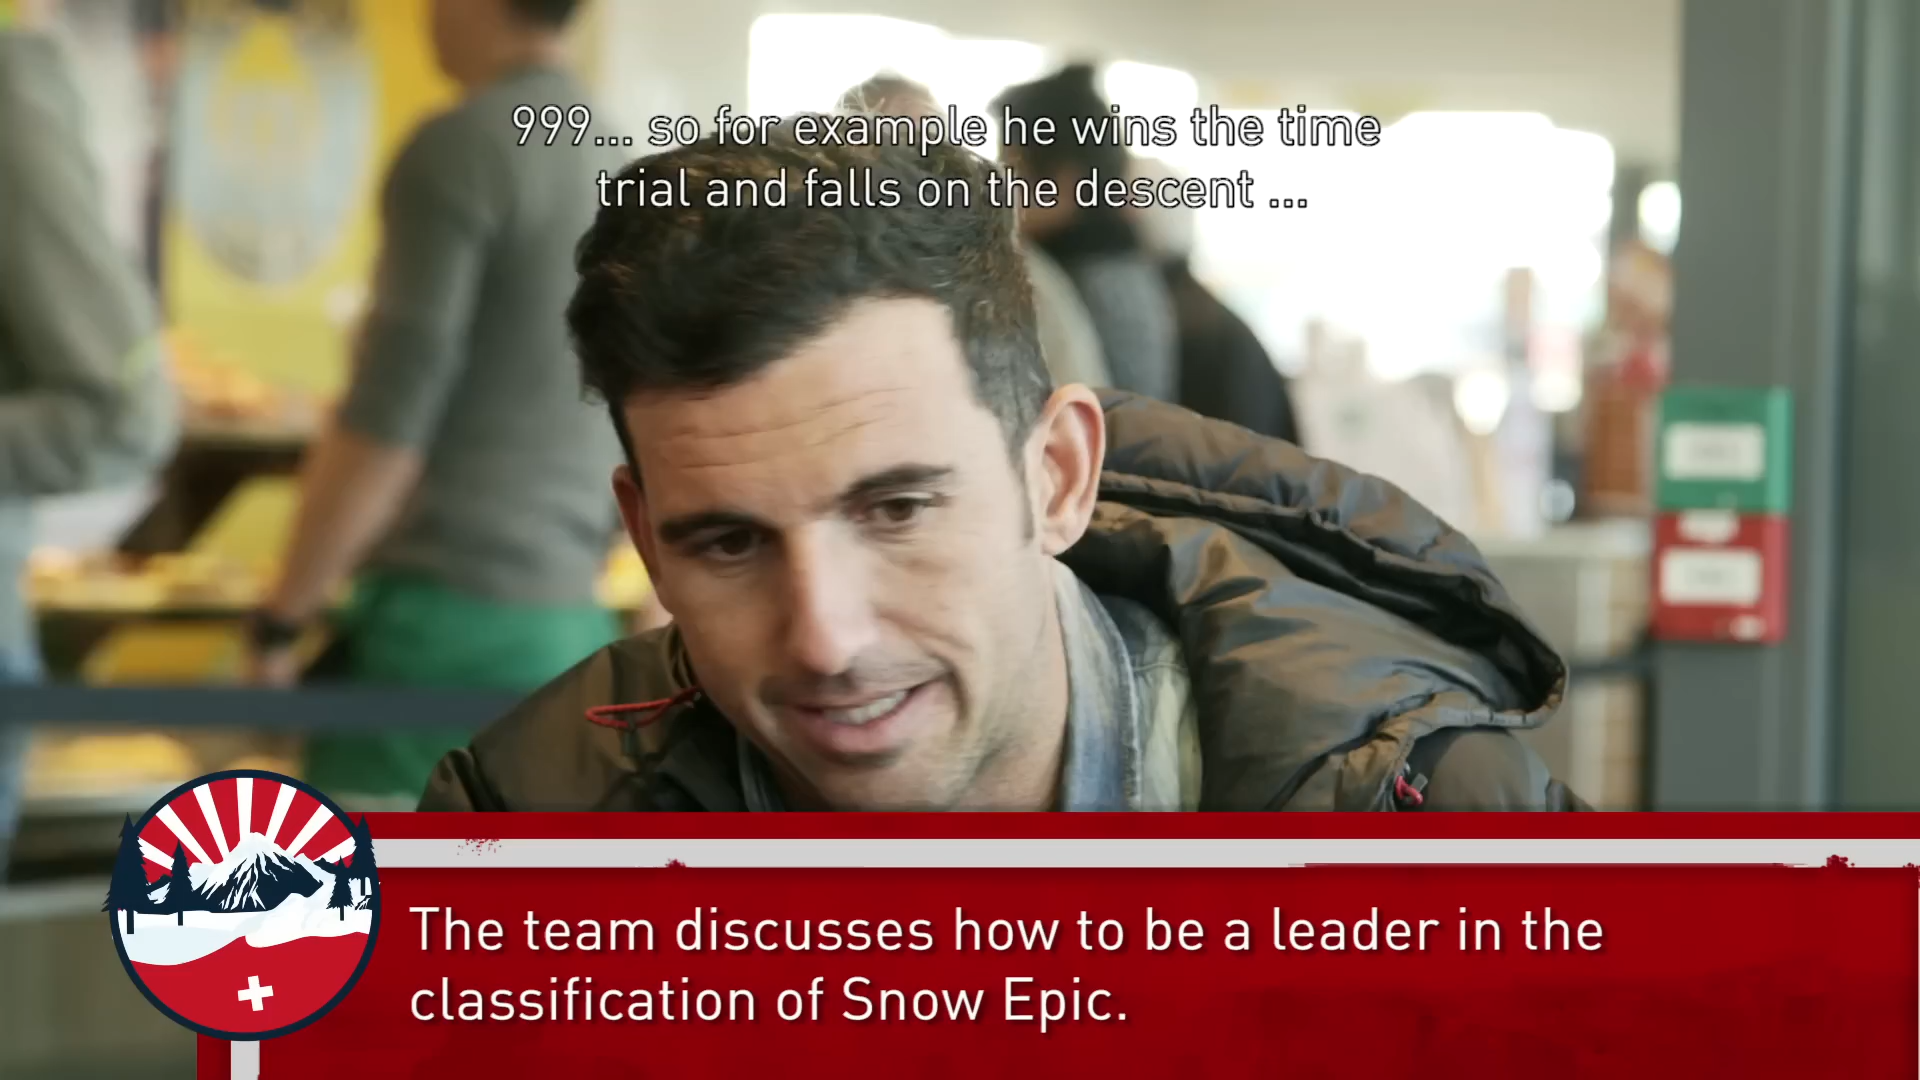 999... so for example he wins the time
trial and falls on the descent ...
The team discusses how to be a leader in the
classification of Snow Epic.